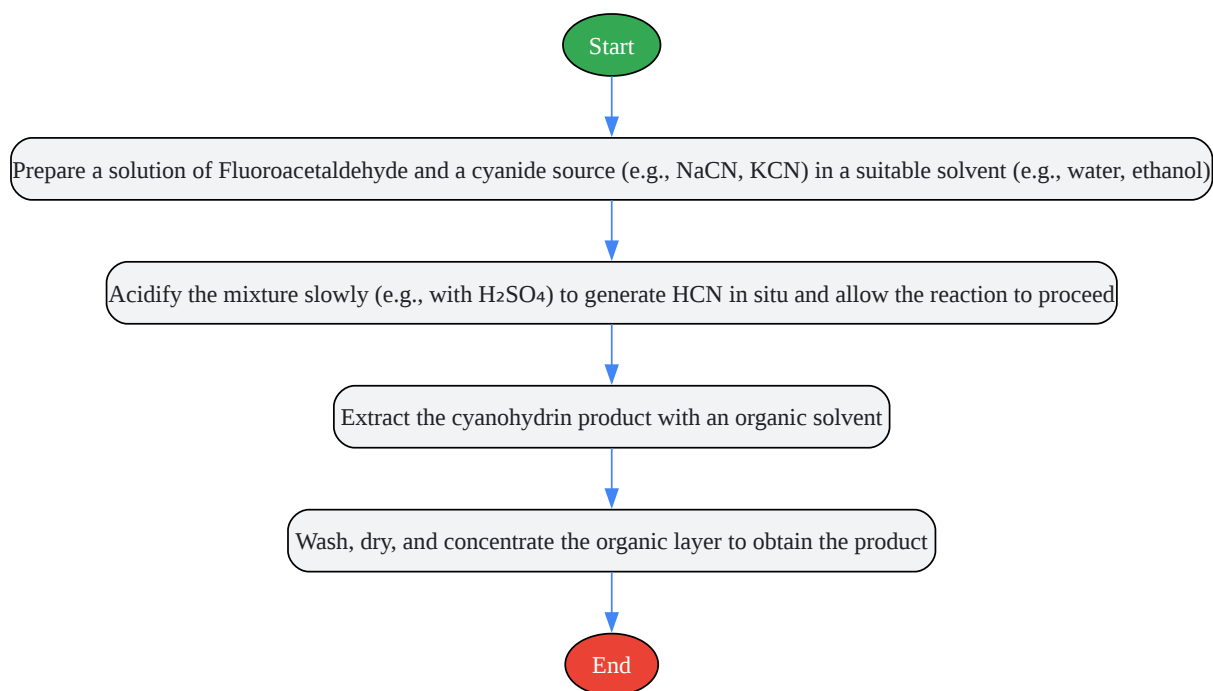 Start
Prepare a solution of Fluoroacetaldehyde and a cyanide source (e.g., NaCN, KCN) in a suitable solvent (e.g., water, ethanol)
Acidify the mixture slowly (e.g., with H₂SO₄) to generate HCN in situ and allow the reaction to proceed
Extract the cyanohydrin product with an organic solvent
Wash, dry, and concentrate the organic layer to obtain the product
End